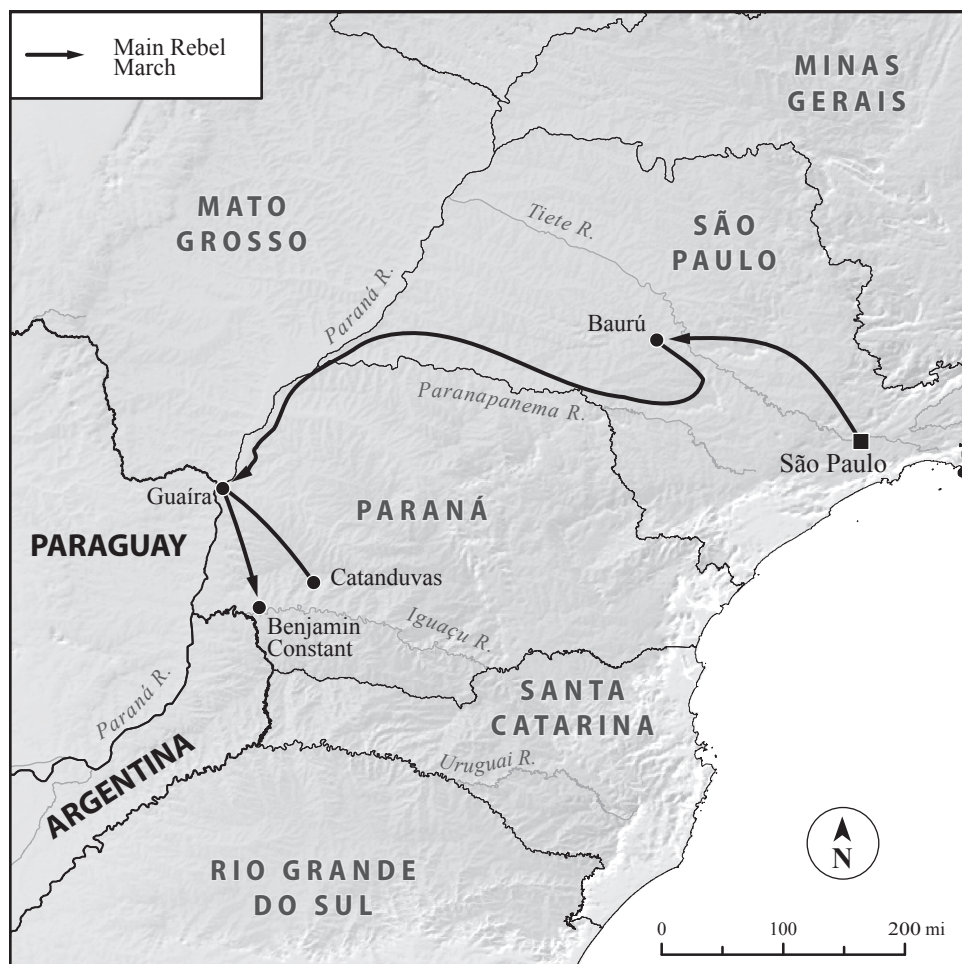 Main Rebel
March
MINAS
GERAIS
MATO
GROSSO
Tiete R.
SÃO
PAULO
Paraná R.
Baurú
Paranapanema R.
São Paulo
Guaíra
PARANÁ
PARAGUAY
Catanduvas
Benjamin
Constant
Iguaçu R.
SANTA
CATARINA
Paraná R.
ARGENTINA
Uruguai R.
RIO GRANDE
DO SUL
N
0 100 200 mi